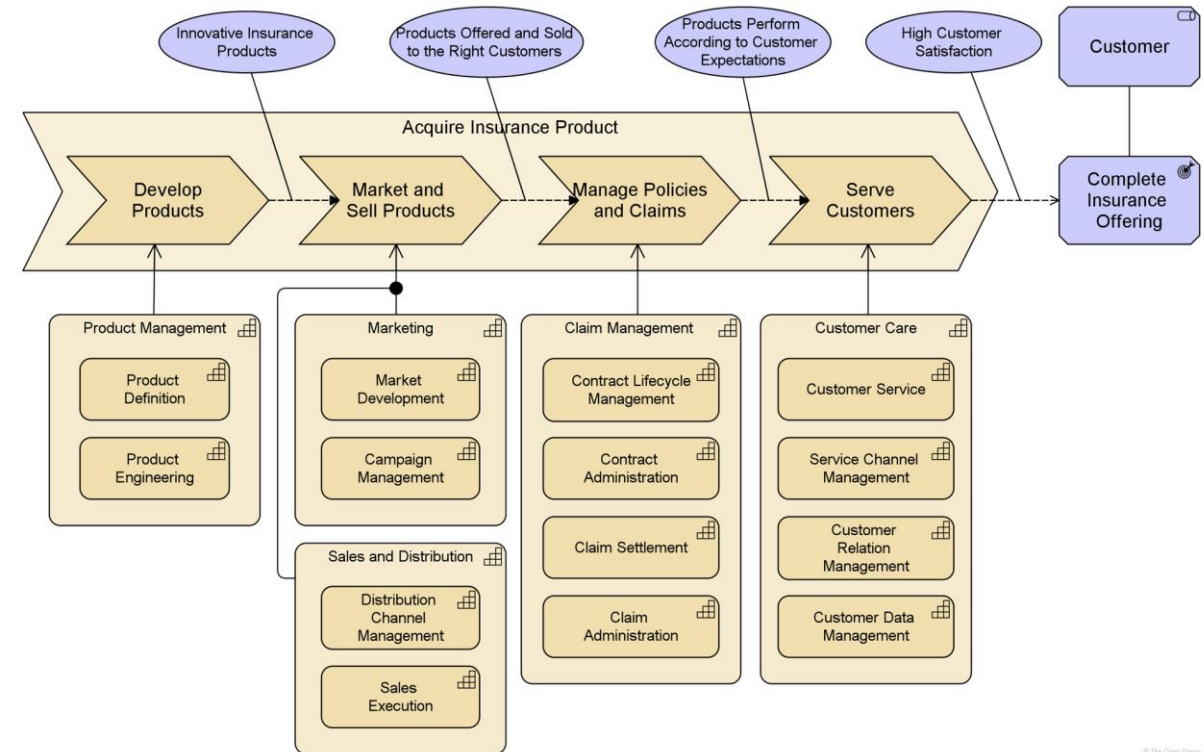 Innovative Insurance
Products
Products Offered and Sold
to the Right Customers
Products Perform
According to Customer
Expectations
High Customer
Satisfaction
Customer
Acquire Insurance Product
Develop
Products
Market and
Sell Products
Manage Policies
and Claims
Serve
Customers
Complete
Insurance
Offering
Product Management
Product
Definition
Product
Engineering
Marketing
Market
Development
Campaign
Management
Sales and Distribution
Distribution
Channel
Management
Sales
Execution
Claim Management
Contract Lifecycle
Management
Contract
Administration
Claim Settlement
Claim
Administration
Customer Care
Customer Service
Service Channel
Management
Customer
Relation
Management
Customer Data
Management
© The Open Group